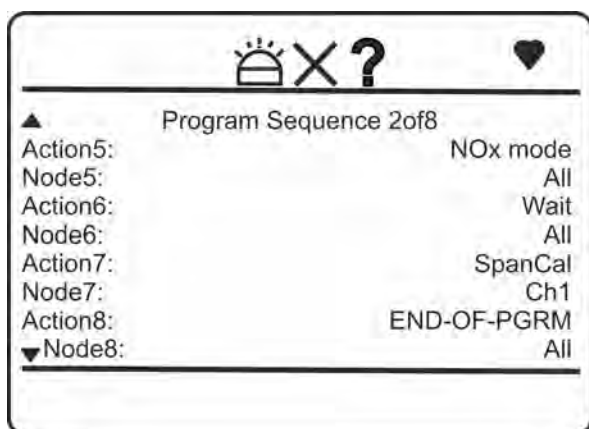 Program Sequence 2of8
Action5: NOx mode
Node5: All
Action6: Wait
Node6: All
Action7: SpanCal
Node7: Ch1
Action8: END-OF-PGRM
Node8: All